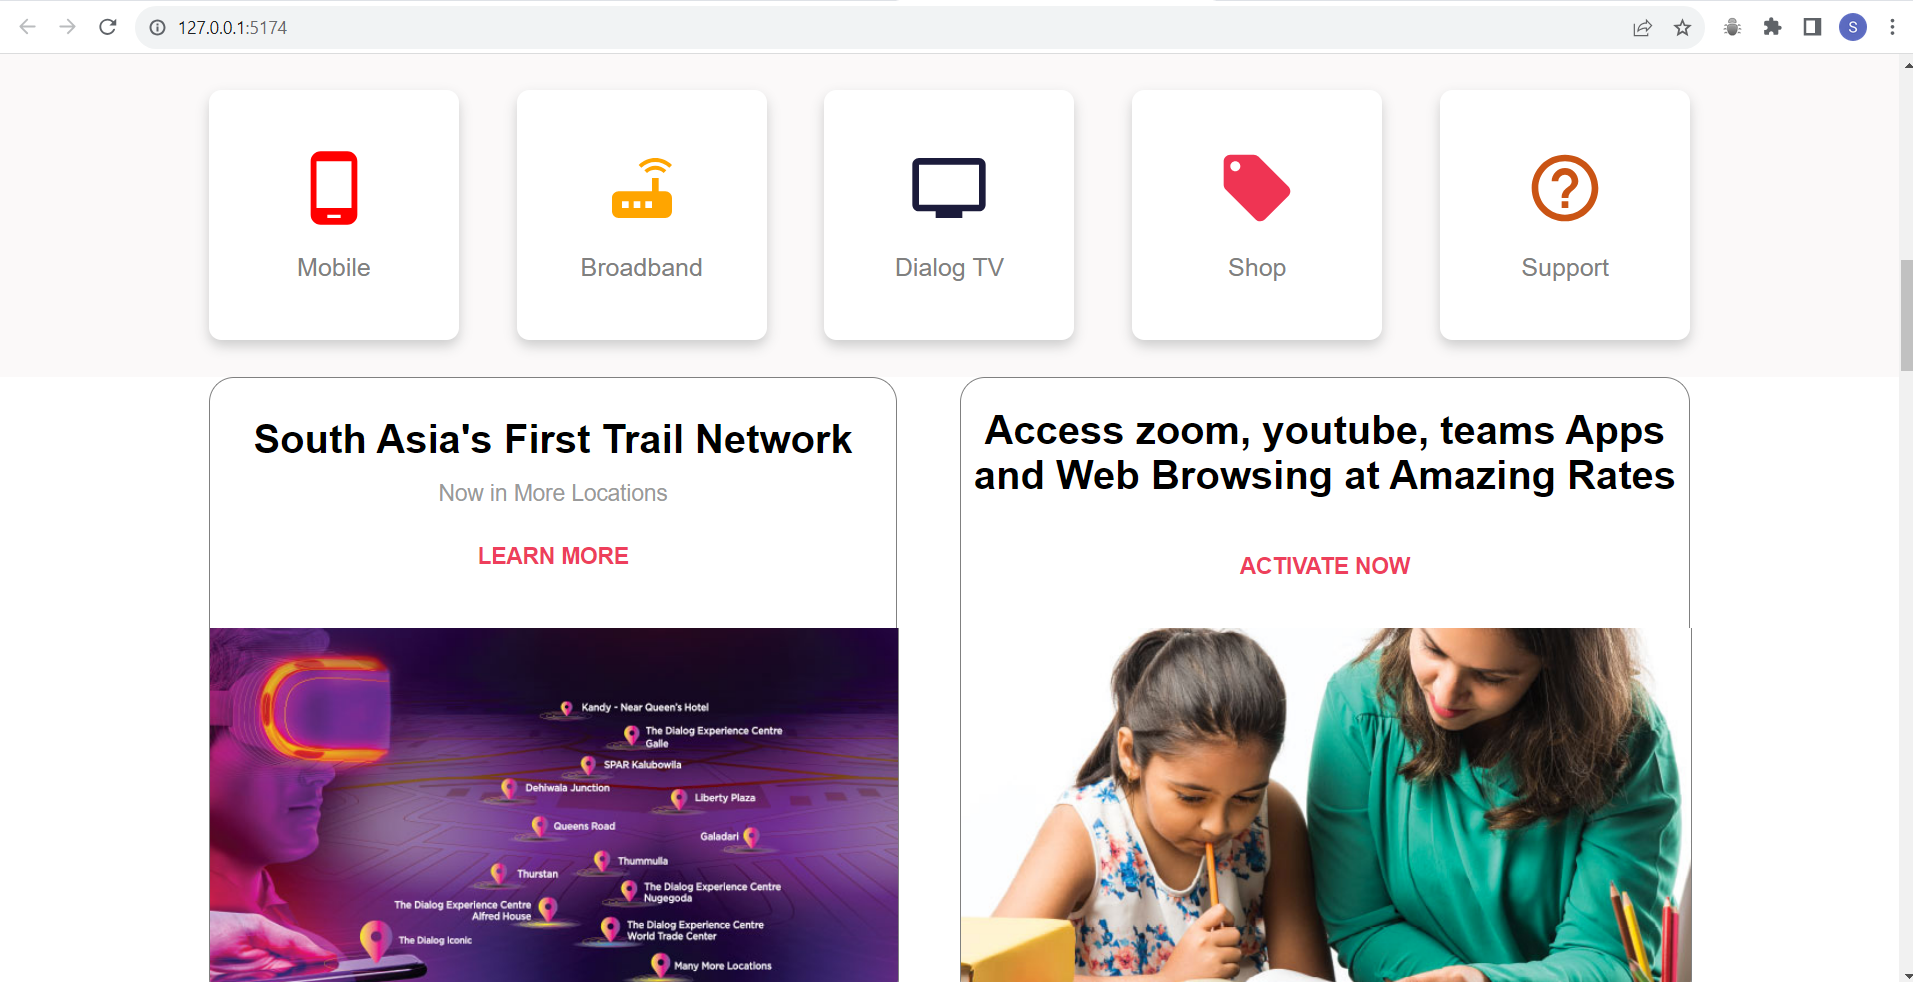 127.0.0.1:5174
S
Mobile
Broadband
Dialog TV
Shop
Support
South Asia's First Trail Network
Now in More Locations
LEARN MORE
Kandy - Near Queen's Hotel
The Dialog Experience Centre
Galle
SPAR Kalubowila
Dehiwala Junction
Liberty Plaza
Queens Road
Galadari
Thummulla
Thurstan
The Dialog Experience Centre
Nugegoda
The Dialog Experience Centre
Alfred House
The Dialog Experience Centre
World Trade Center
The Dialog Iconic
Many More Locations
Access zoom, youtube, teams Apps
and Web Browsing at Amazing Rates
ACTIVATE NOW